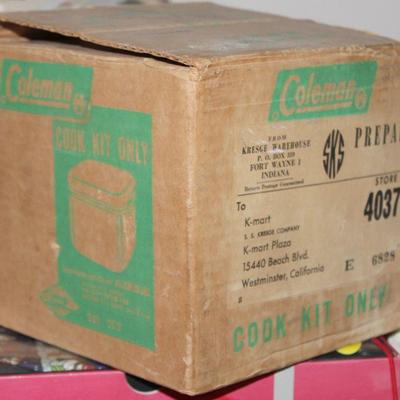 Coleman
COOK KIT ONLY
Coleman
FROM
KRESGE WAREHOUSE
P. O. BOX 359
FORT WAYNE 1
INDIANA
Return Postage Guaranteed
SKS
PREPA
STORE
4037
To
K-mart
S. S. KRESGE COMPANY
K-mart Plaza
15440 Beach Blvd.
Westminster, California
E 6828
#
COOK KIT ONLY